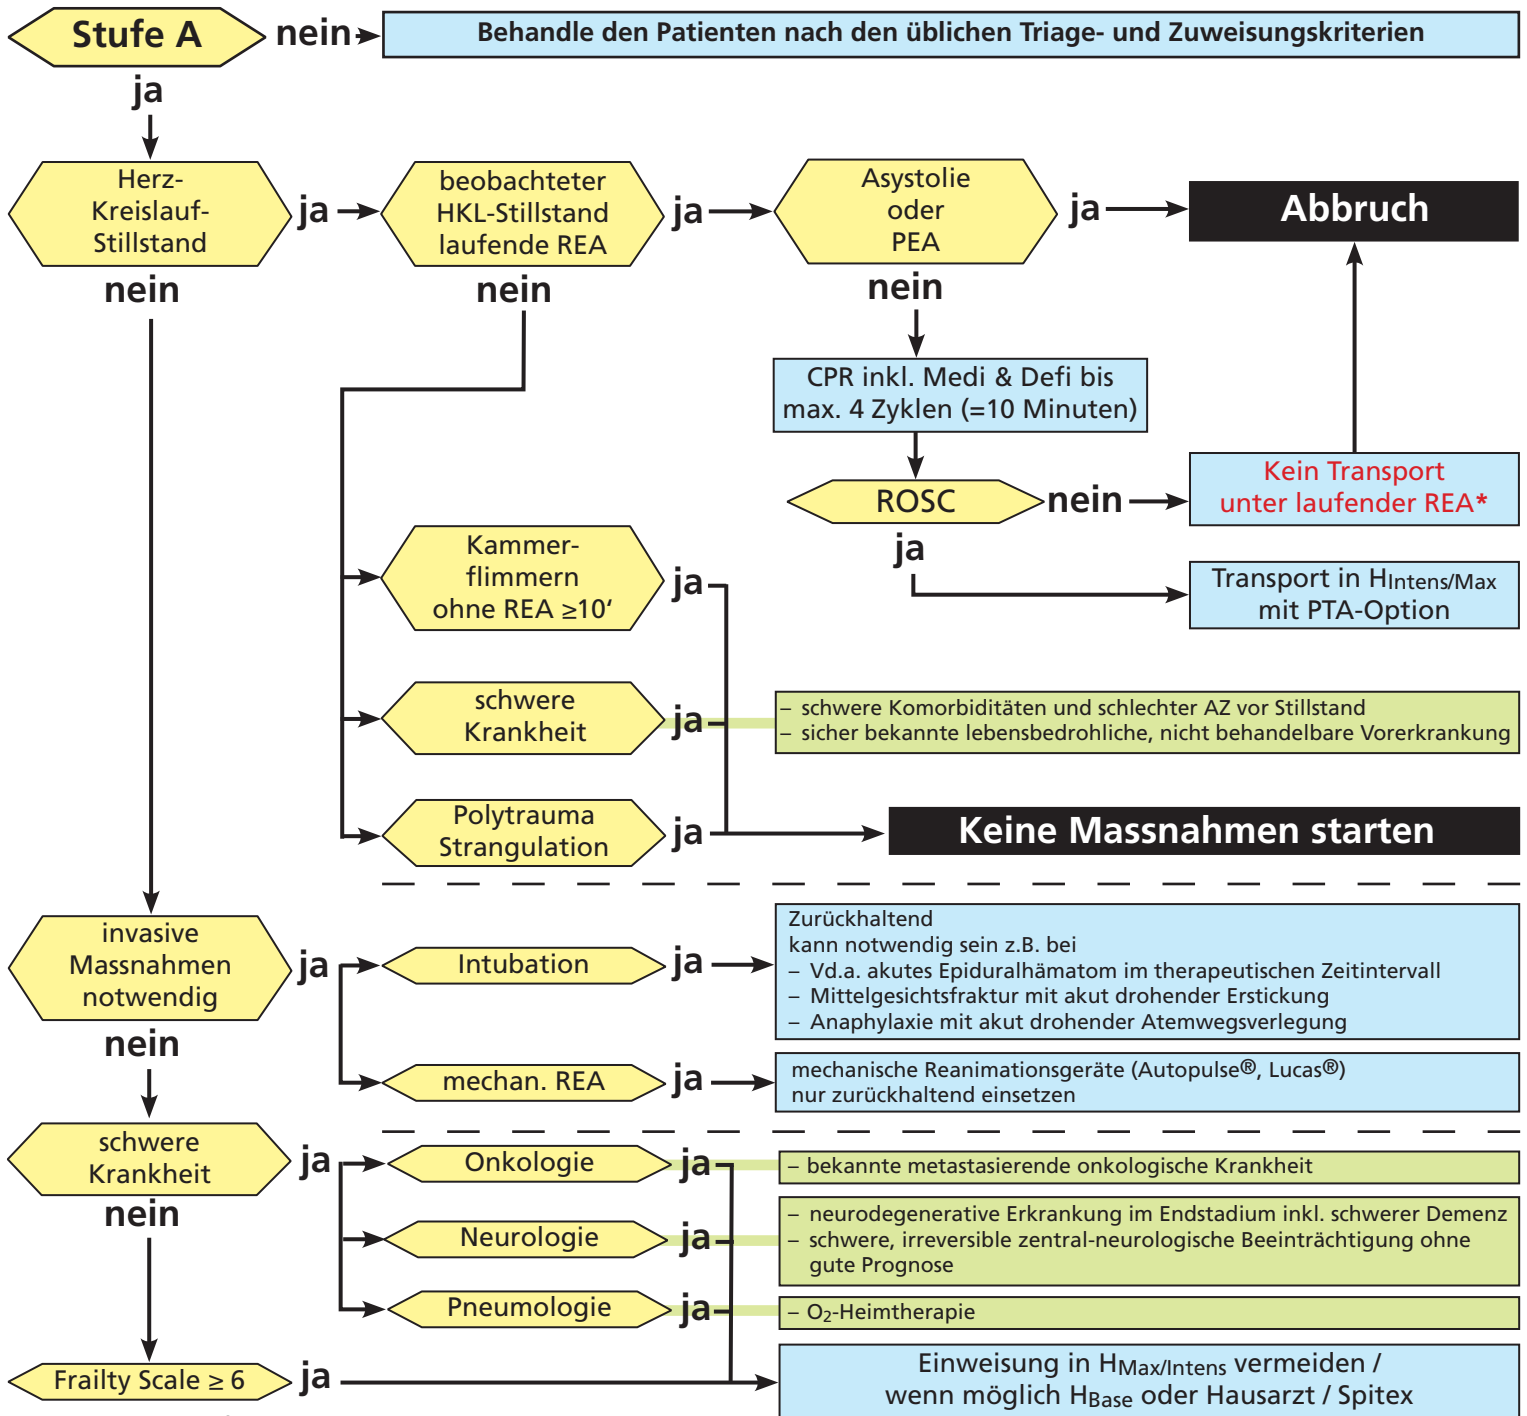 Stufe A
nein
Behandle den Patienten nach den üblichen Triage- und Zuweisungskriterien
ja
Herz-
Kreislauf-
Stillstand
ja
beobachteter
HKL-Stillstand
laufende REA
ja
Asystolie
oder
PEA
ja
Abbruch
nein
nein
nein
CPR inkl. Medi & Defi bis
max. 4 Zyklen (=10 Minuten)
ROSC
nein
Kein Transport
unter laufender REA*
ja
Transport in HIntens/Max
mit PTA-Option
Kammer-
flimmern
ohne REA ≥10‘
ja
schwere
Krankheit
ja
– schwere Komorbiditäten und schlechter AZ vor Stillstand
– sicher bekannte lebensbedrohliche, nicht behandelbare Vorerkrankung
Polytrauma
Strangulation
ja
Keine Massnahmen starten
invasive
Massnahmen
notwendig
ja
Intubation
ja
Zurückhaltend
kann notwendig sein z.B. bei
– Vd.a. akutes Epiduralhämatom im therapeutischen Zeitintervall
– Mittelgesichtsfraktur mit akut drohender Erstickung
– Anaphylaxie mit akut drohender Atemwegsverlegung
nein
mechan. REA
ja
mechanische Reanimationsgeräte (Autopulse®, Lucas®)
nur zurückhaltend einsetzen
schwere
Krankheit
ja
Onkologie
ja
– bekannte metastasierende onkologische Krankheit
nein
Neurologie
ja
– neurodegenerative Erkrankung im Endstadium inkl. schwerer Demenz
– schwere, irreversible zentral-neurologische Beeinträchtigung ohne
gute Prognose
Pneumologie
ja
– O2-Heimtherapie
Frailty Scale ≥ 6
ja
Einweisung in HMax/Intens vermeiden /
wenn möglich HBase oder Hausarzt / Spitex